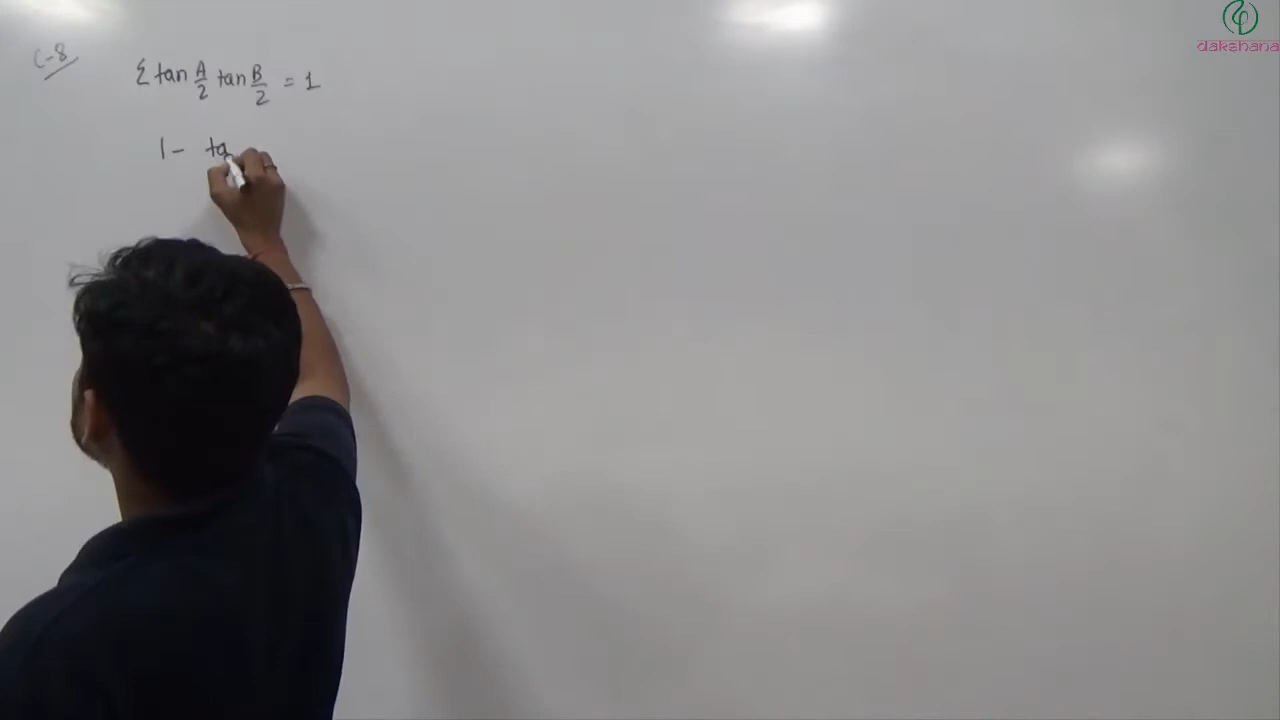 C-8
Σ tan A/2 tan B/2 = 1
1 - ta
dakshana